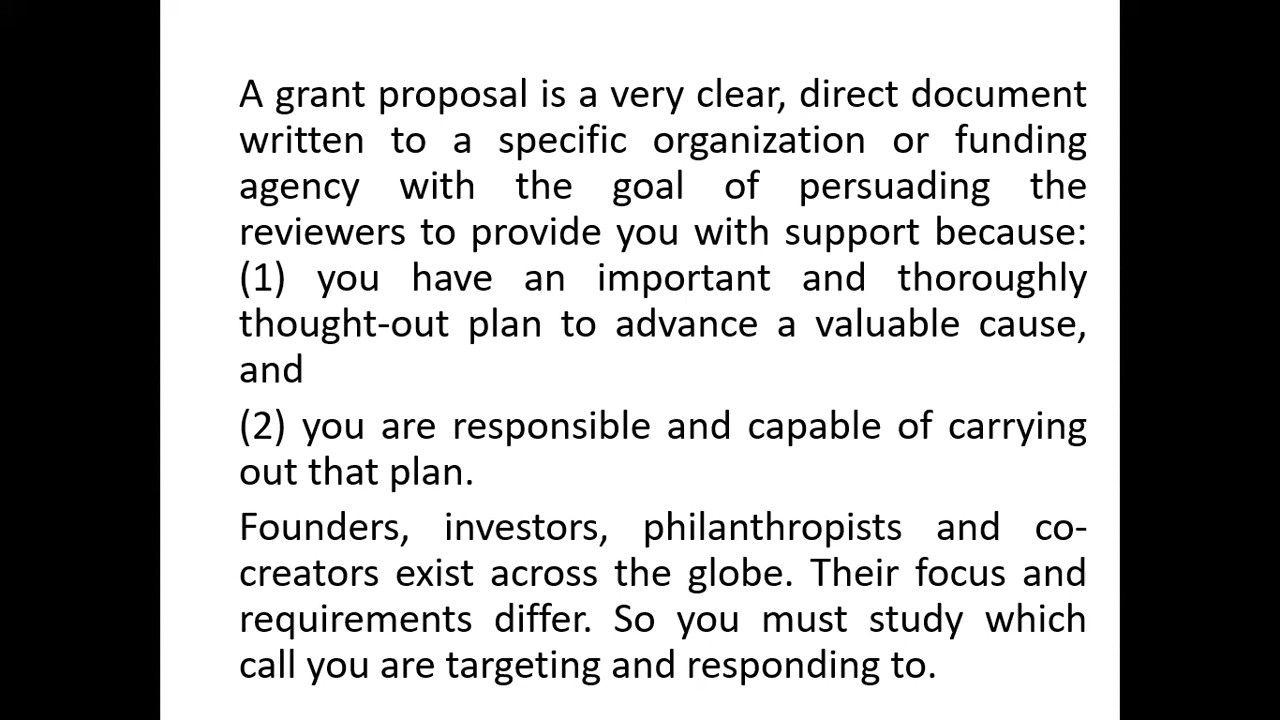 A grant proposal is a very clear, direct document
written to a specific organization or funding
agency with the goal of persuading the
reviewers to provide you with support because:
(1) you have an important and thoroughly
thought-out plan to advance a valuable cause,
and
(2) you are responsible and capable of carrying
out that plan.
Founders, investors, philanthropists and co-
creators exist across the globe. Their focus and
requirements differ. So you must study which
call you are targeting and responding to.